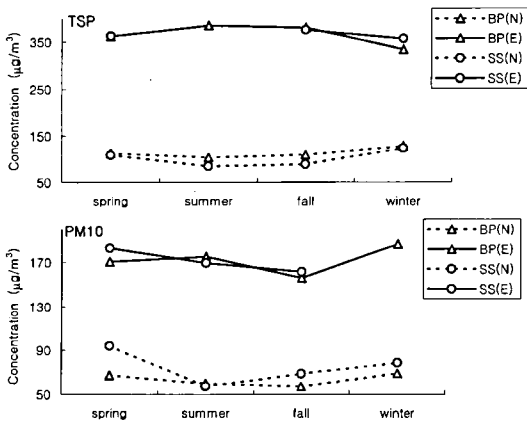 TSP
Concentration (μg/m³)
350
250
150
50
spring summer fall winter
BP(N)
BP(E)
SS(N)
SS(E)
PM10
Concentration (μg/m³)
170
130
90
50
spring summer fall winter
BP(N)
BP(E)
SS(N)
SS(E)